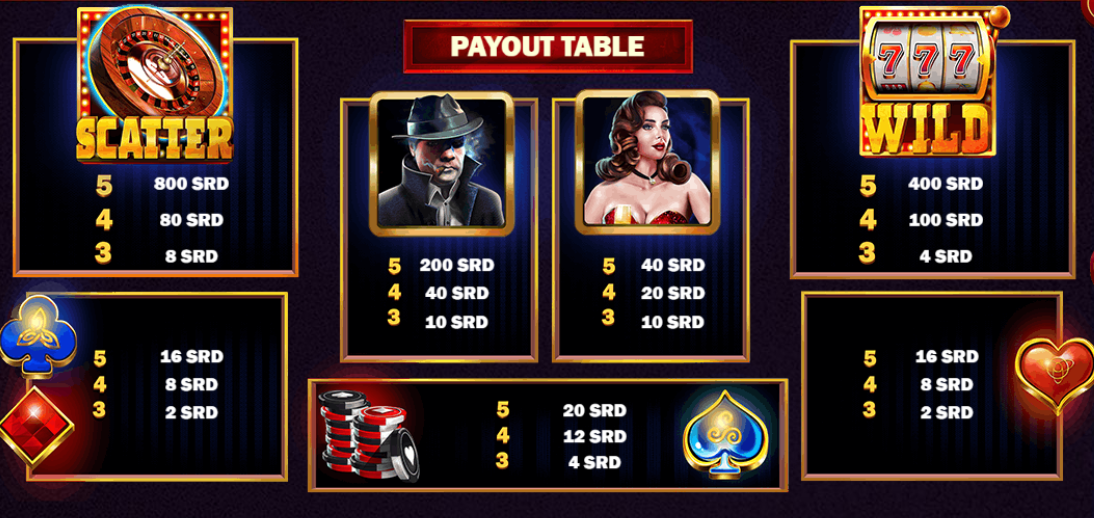 PAYOUT TABLE
SCATTER
5 800 SRD
4 80 SRD
3 8 SRD
5 200 SRD
4 40 SRD
3 10 SRD
5 40 SRD
4 20 SRD
3 10 SRD
777
WILD
5 400 SRD
4 100 SRD
3 4 SRD
5 16 SRD
4 8 SRD
3 2 SRD
5 20 SRD
4 12 SRD
3 4 SRD
5 16 SRD
4 8 SRD
3 2 SRD